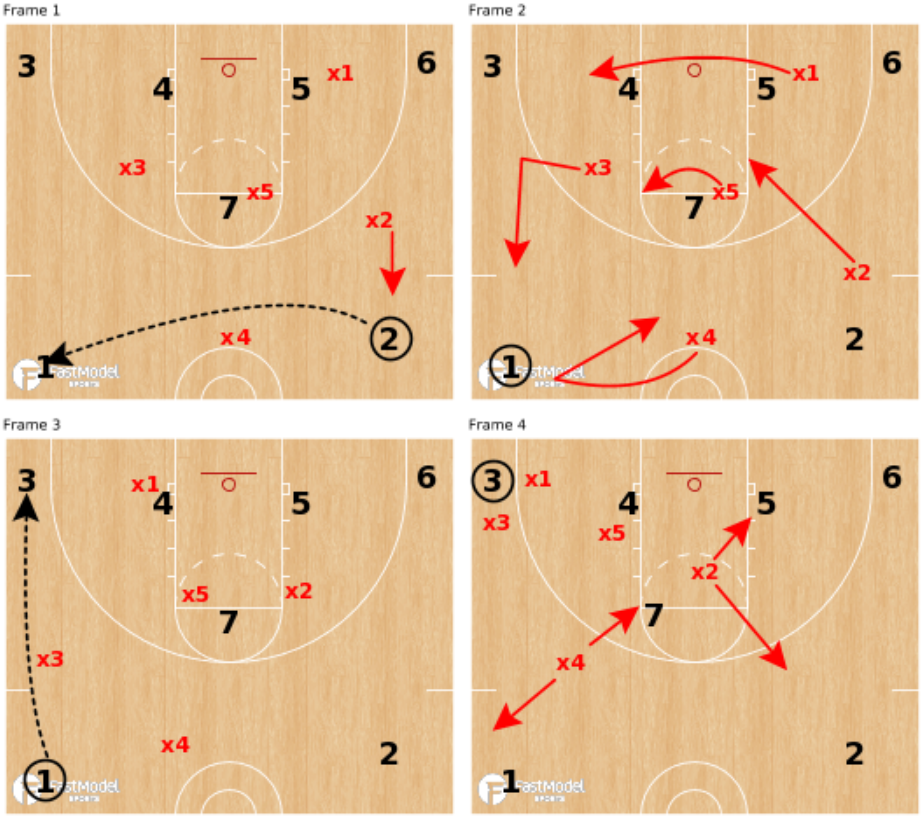 Frame 1
3
6
x1
4
5
x3
x5
7
x2
x4
2
1
FastModel
SPORTS
Frame 2
3
6
x1
4
5
x3
x5
7
x2
x4
2
1
FastModel
SPORTS
Frame 3
3
6
x1
4
5
x5
x2
7
x3
x4
2
1
FastModel
SPORTS
Frame 4
3
x1
6
4
5
x3
x5
x2
7
x4
2
1
FastModel
SPORTS